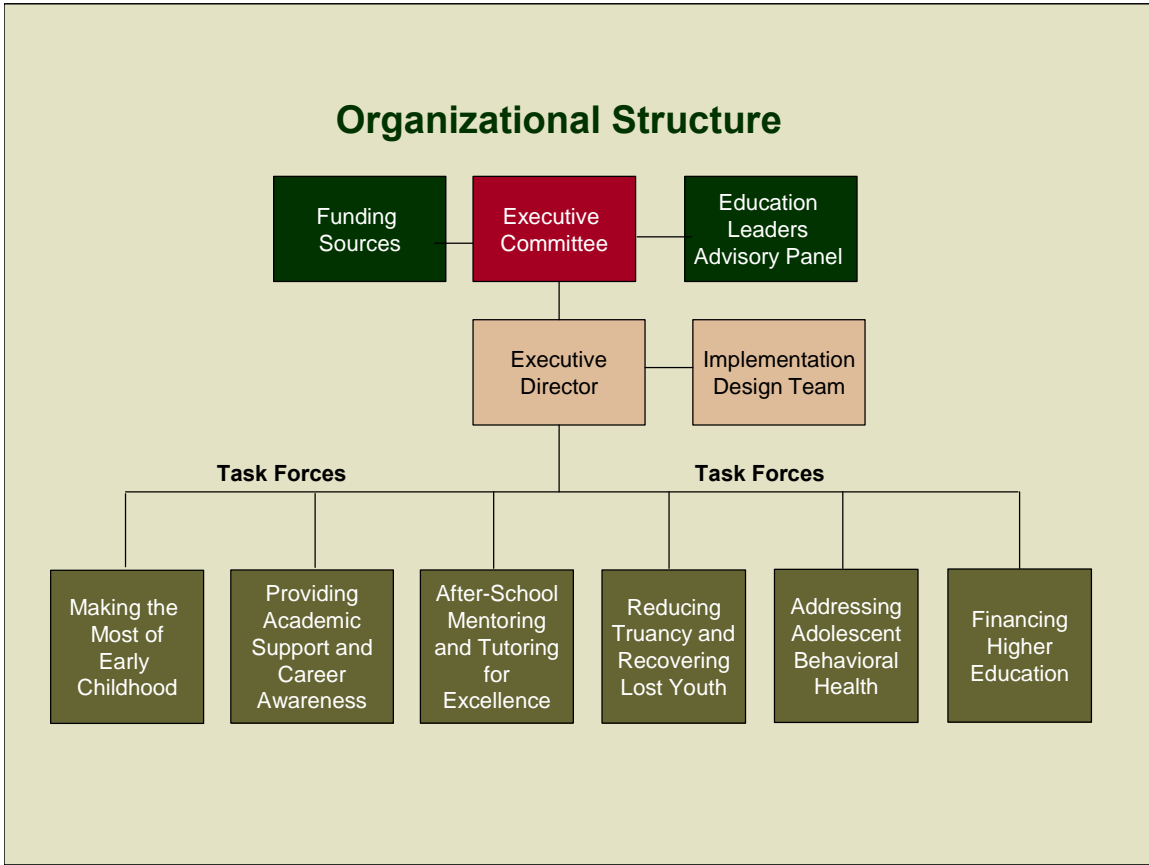 Organizational Structure
Funding
Sources
Executive
Committee
Education
Leaders
Advisory Panel
Executive
Director
Implementation
Design Team
Task Forces
Task Forces
Making the
Most of
Early
Childhood
Providing
Academic
Support and
Career
Awareness
After-School
Mentoring
and Tutoring
for
Excellence
Reducing
Truancy and
Recovering
Lost Youth
Addressing
Adolescent
Behavioral
Health
Financing
Higher
Education